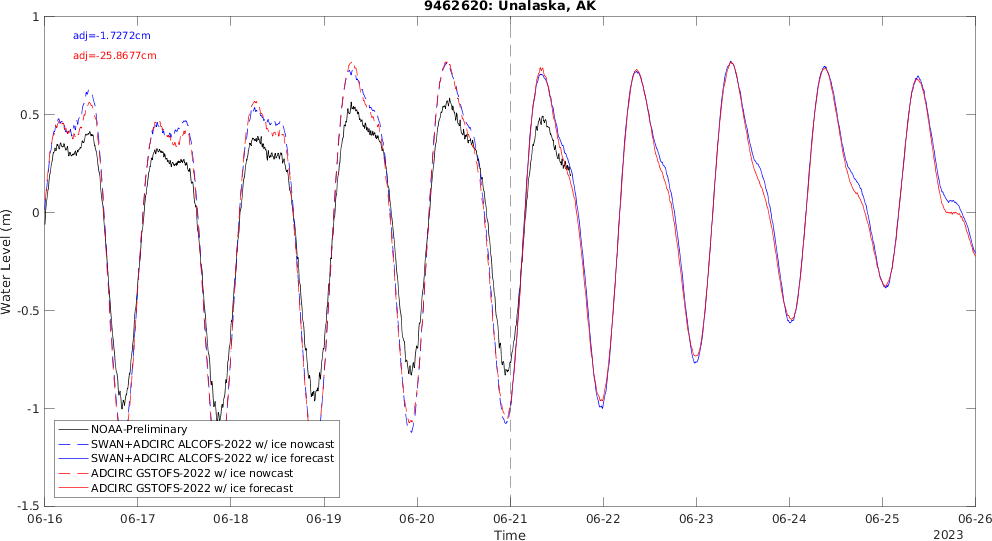 9462620: Unalaska, AK
adj=-1.7272cm
adj=-25.8677cm
Water Level (m)
1
0.5
0
-0.5
-1
-1.5
NOAA-Preliminary
SWAN+ADCIRC ALCOFS-2022 w/ ice nowcast
SWAN+ADCIRC ALCOFS-2022 w/ ice forecast
ADCIRC GSTOFS-2022 w/ ice nowcast
ADCIRC GSTOFS-2022 w/ ice forecast
06-16 06-17 06-18 06-19 06-20 06-21 06-22 06-23 06-24 06-25 06-26
Time
2023